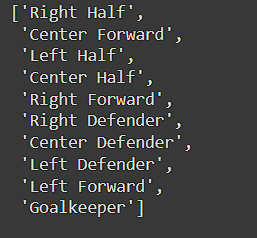 ['Right Half',
'Center Forward',
'Left Half',
'Center Half',
'Right Forward',
'Right Defender',
'Center Defender',
'Left Defender',
'Left Forward',
'Goalkeeper']